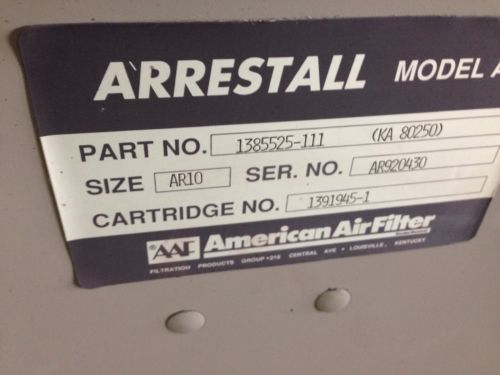 ARRESTALL MODEL A
PART NO. 1385525-111 (KA 80250)
SIZE AR10 SER. NO. AR920430
CARTRIDGE NO. 1391945-1
AAF American Air Filter
FILTRATION PRODUCTS GROUP • 215 CENTRAL AVE • LOUISVILLE, KENTUCKY